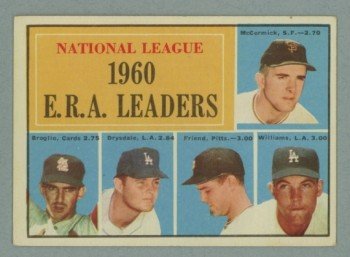 McCormick, S.F.—2.70
NATIONAL LEAGUE
1960
E.R.A. LEADERS
Broglio, Cards 2.75
Drysdale, L.A. 2.84
Friend, Pitts.—3.00
Williams, L.A. 3.00